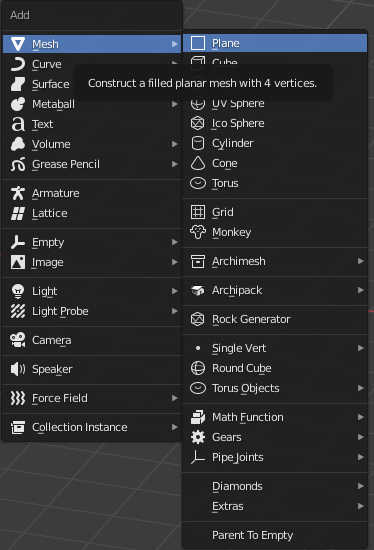 Add
Mesh
Curve
Surface
Metaball
Text
Volume
Grease Pencil
Armature
Lattice
Empty
Image
Light
Light Probe
Camera
Speaker
Force Field
Collection Instance
Plane
Cube
Construct a filled planar mesh with 4 vertices.
UV Sphere
Ico Sphere
Cylinder
Cone
Torus
Grid
Monkey
Archimesh
Archipack
Rock Generator
Single Vert
Round Cube
Torus Objects
Math Function
Gears
Pipe Joints
Diamonds
Extras
Parent To Empty